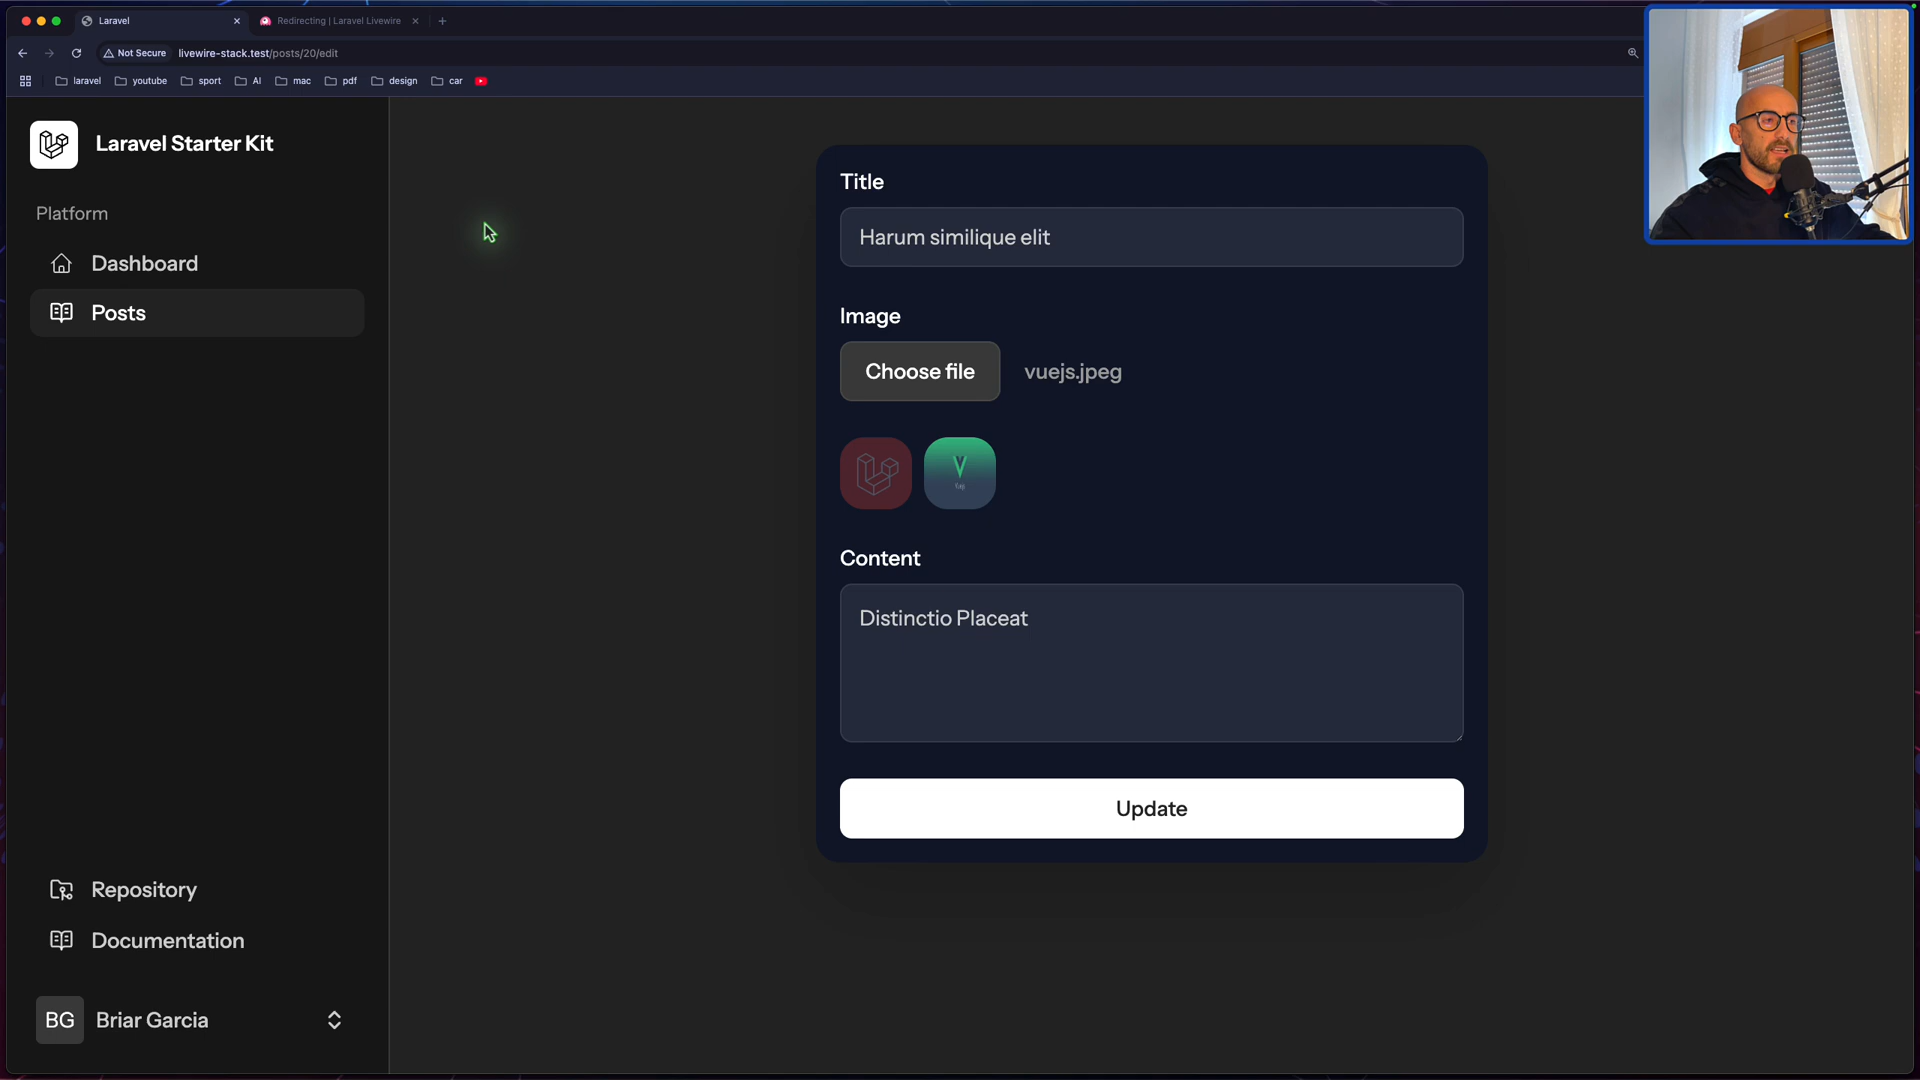 Laravel
Redirecting | Laravel Livewire
Not Secure
livewire-stack.test/posts/20/edit
laravel
youtube
sport
AI
mac
pdf
design
car
Laravel Starter Kit
Platform
Dashboard
Posts
Title
Harum similique elit
Image
Choose file
vuejs.jpeg
Content
Distinctio Placeat
Update
Repository
Documentation
BG
Briar Garcia